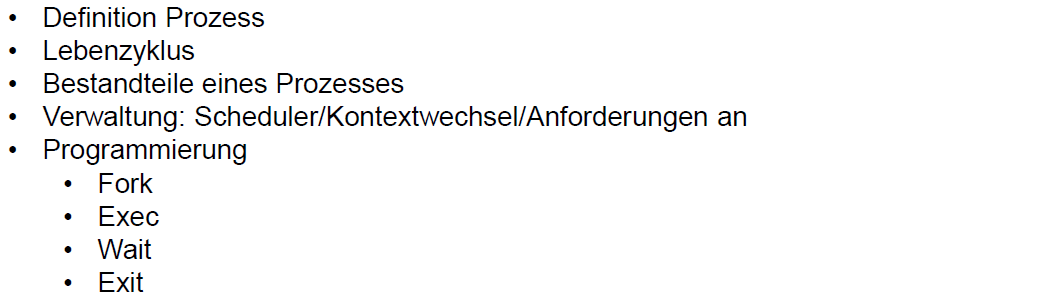 • Definition Prozess
• Lebenzyklus
• Bestandteile eines Prozesses
• Verwaltung: Scheduler/Kontextwechsel/Anforderungen an
• Programmierung
• Fork
• Exec
• Wait
• Exit